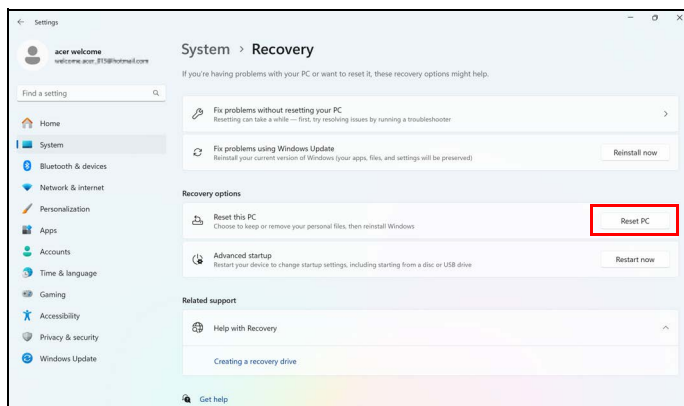 Settings
acer welcome
System > Recovery
If you're having problems with your PC or want to reset it, these recovery options might help.
Find a setting
Home
System
Bluetooth & devices
Network & internet
Personalization
Apps
Accounts
Time & language
Gaming
Accessibility
Privacy & security
Windows Update
Fix problems without resetting your PC
Resetting can take a while — first, try resolving issues by running a troubleshooter
Fix problems using Windows Update
Reinstall your current version of Windows (your apps, files, and settings will be preserved)
Reinstall now
Recovery options
Reset this PC
Choose to keep or remove your personal files, then reinstall Windows
Reset PC
Advanced startup
Restart your device to change startup settings, including starting from a disc or USB drive
Restart now
Related support
Help with Recovery
Creating a recovery drive
Get help